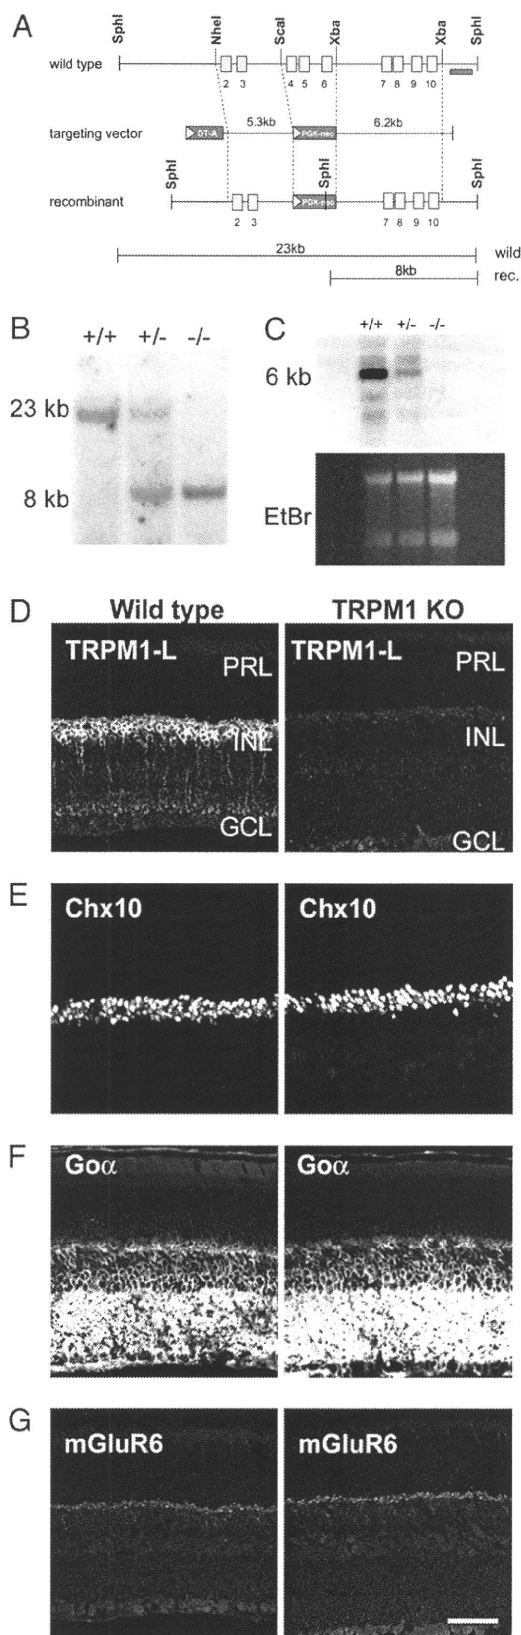 A
SphI
NheI
ScaI
Xba
Xba
SphI
wild type
2 3 4 5 6 7 8 9 10
5.3kb
6.2kb
targeting vector
DT-A
PGK-neo
SphI
SphI
SphI
recombinant
PGK-neo
2 3 7 8 9 10
23kb
wild
8kb
rec.
B
+/+ +/- -/-
23 kb
8 kb
C
+/+ +/- -/-
6 kb
EtBr
Wild type
TRPM1 KO
D
TRPM1-L
PRL
INL
GCL
TRPM1-L
PRL
INL
GCL
E
Chx10
Chx10
F
Goα
Goα
G
mGluR6
mGluR6